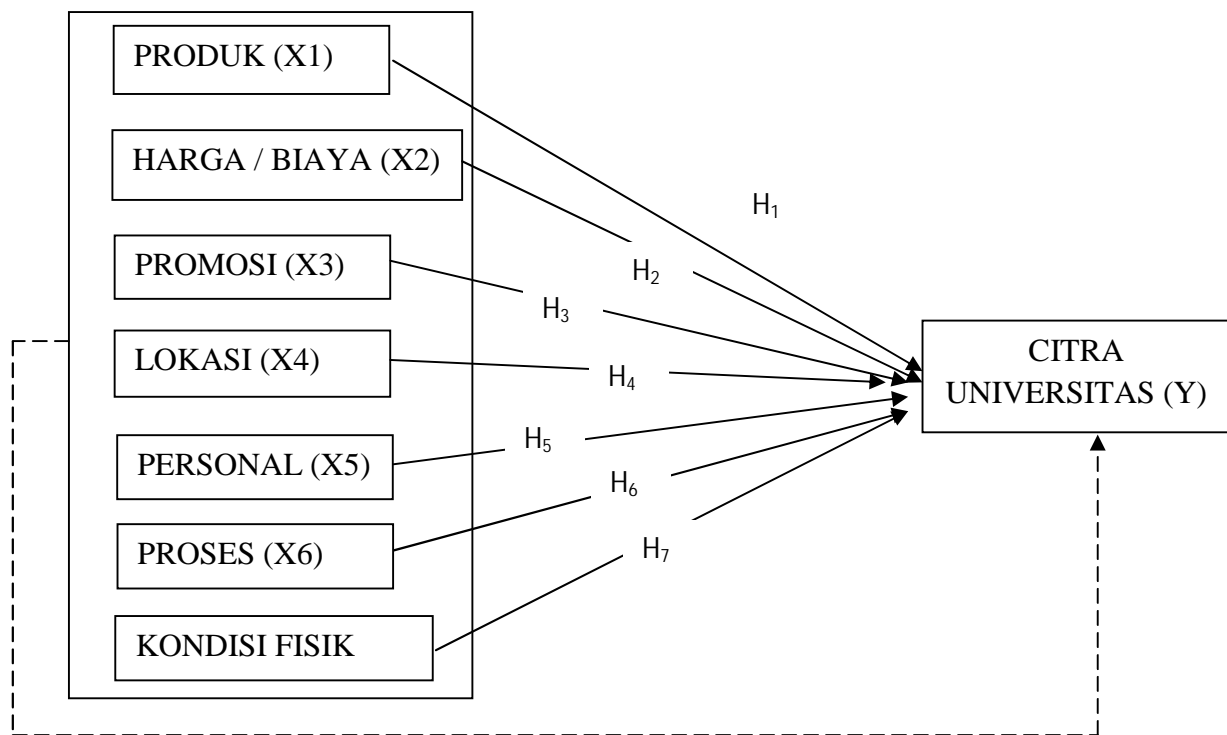 PRODUK (X1)
HARGA / BIAYA (X2)
PROMOSI (X3)
LOKASI (X4)
PERSONAL (X5)
PROSES (X6)
KONDISI FISIK
H1
H2
H3
H4
H5
H6
H7
CITRA
UNIVERSITAS (Y)